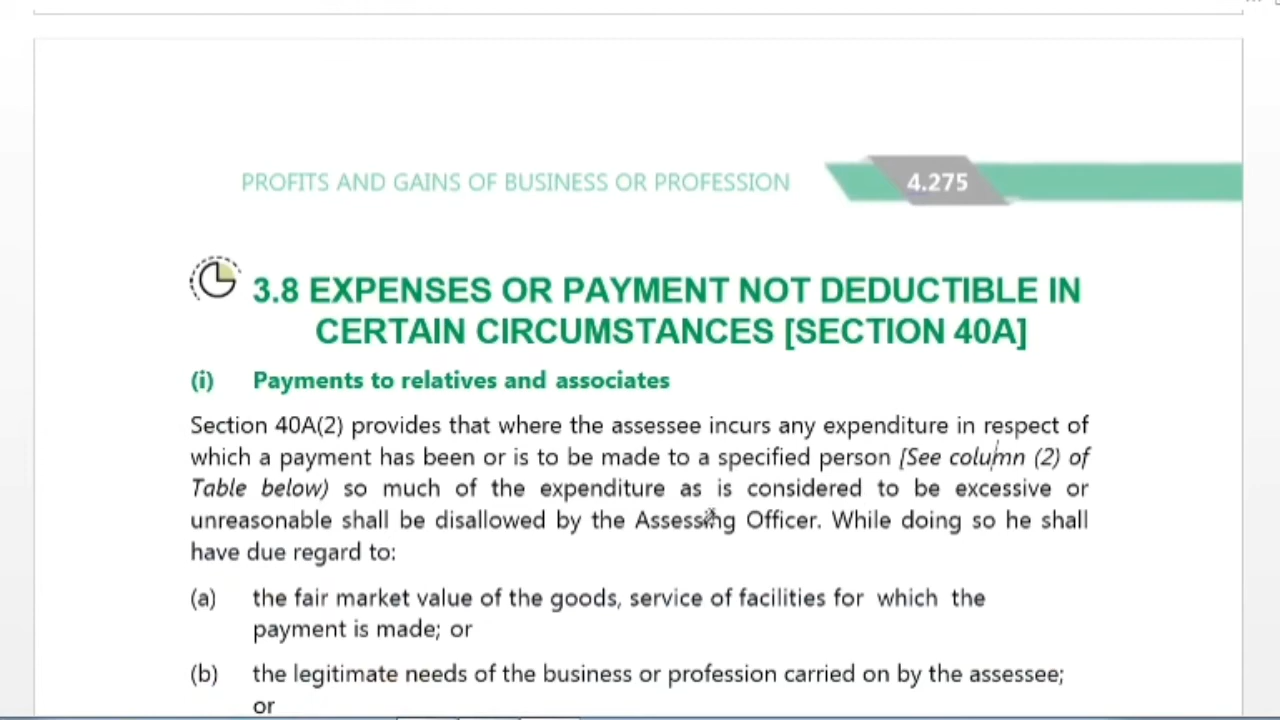 PROFITS AND GAINS OF BUSINESS OR PROFESSION 4.275
3.8 EXPENSES OR PAYMENT NOT DEDUCTIBLE IN
CERTAIN CIRCUMSTANCES [SECTION 40A]
(i) Payments to relatives and associates
Section 40A(2) provides that where the assessee incurs any expenditure in respect of
which a payment has been or is to be made to a specified person [See column (2) of
Table below) so much of the expenditure as is considered to be excessive or
unreasonable shall be disallowed by the Assessing Officer. While doing so he shall
have due regard to:
(a) the fair market value of the goods, service of facilities for which the
payment is made; or
(b) the legitimate needs of the business or profession carried on by the assessee;
or